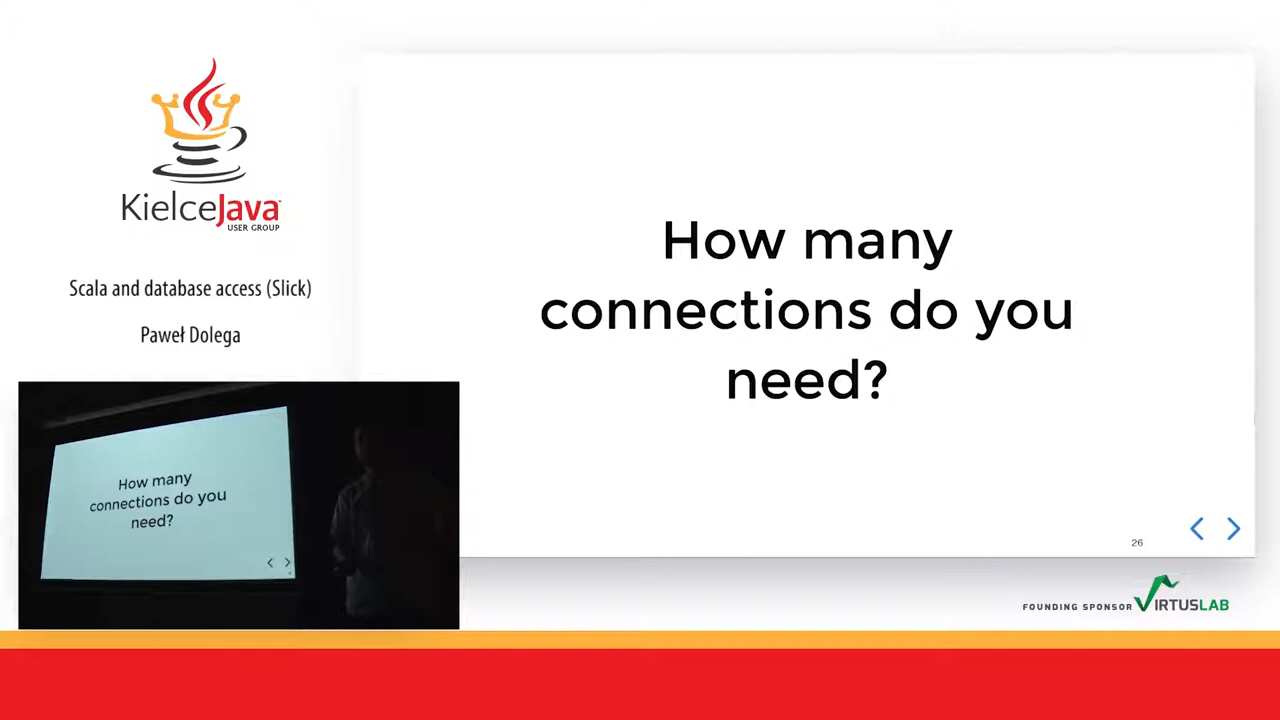 KielceJava
USER GROUP
Scala and database access (Slick)
Paweł Dolega
How many
connections do you
need?
26
How many
connections do you
need?
FOUNDING SPONSOR VIRTUSLAB